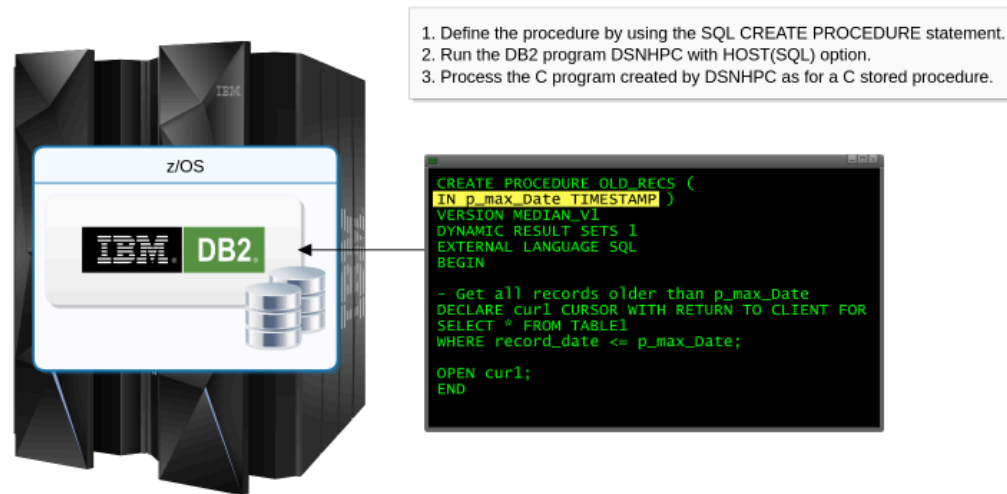 1. Define the procedure by using the SQL CREATE PROCEDURE statement.
2. Run the DB2 program DSNHPC with HOST(SQL) option.
3. Process the C program created by DSNHPC as for a C stored procedure.
IBM
z/OS
IBM. DB2.
CREATE PROCEDURE OLD_RECS (
IN p_max_Date TIMESTAMP )
VERSION MEDIAN_V1
DYNAMIC RESULT SETS 1
EXTERNAL LANGUAGE SQL
BEGIN
- Get all records older than p_max_Date
DECLARE cur1 CURSOR WITH RETURN TO CLIENT FOR
SELECT * FROM TABLE1
WHERE record_date <= p_max_Date;
OPEN cur1;
END